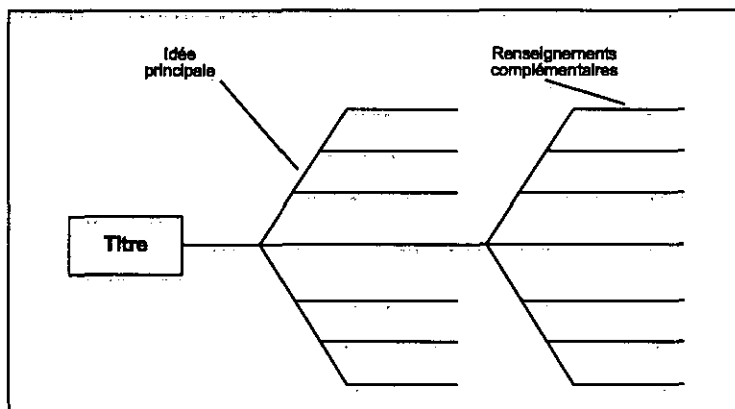 Idée
principale
Renseignements
complémentaires
Titre